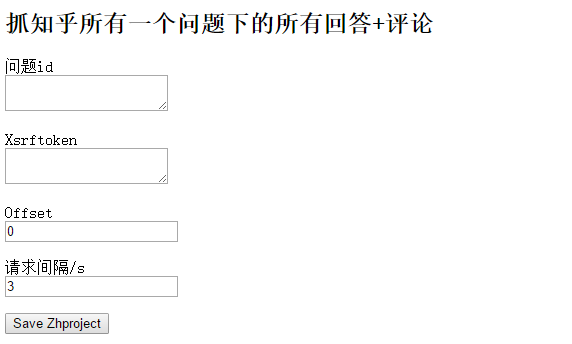 抓知乎所有一个问题下的所有回答+评论
问题id
Xsrftoken
Offset
0
请求间隔/s
3
Save Zhproject